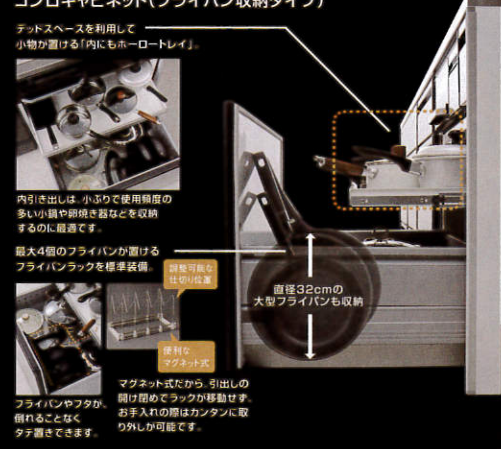 コンロキャビネット(フライパン収納タイプ)
デッドスペースを利用して
小物が置ける「内にもホーロートレイ」。
内引き出しは、小ぶりで使用頻度の
多い小鍋や卵焼き器などを収納
するのに最適です。
最大4個のフライパンが置ける
フライパンラックを標準装備。
調整可能な
仕切り位置
直径32cmの
大型フライパンも収納
便利な
マグネット式
フライパンやフタが、
倒れることなく
タテ置きできます。
マグネット式だから、引出しの
開け閉めでラックが移動せず、
お手入れの際はカンタンに取
り外しが可能です。